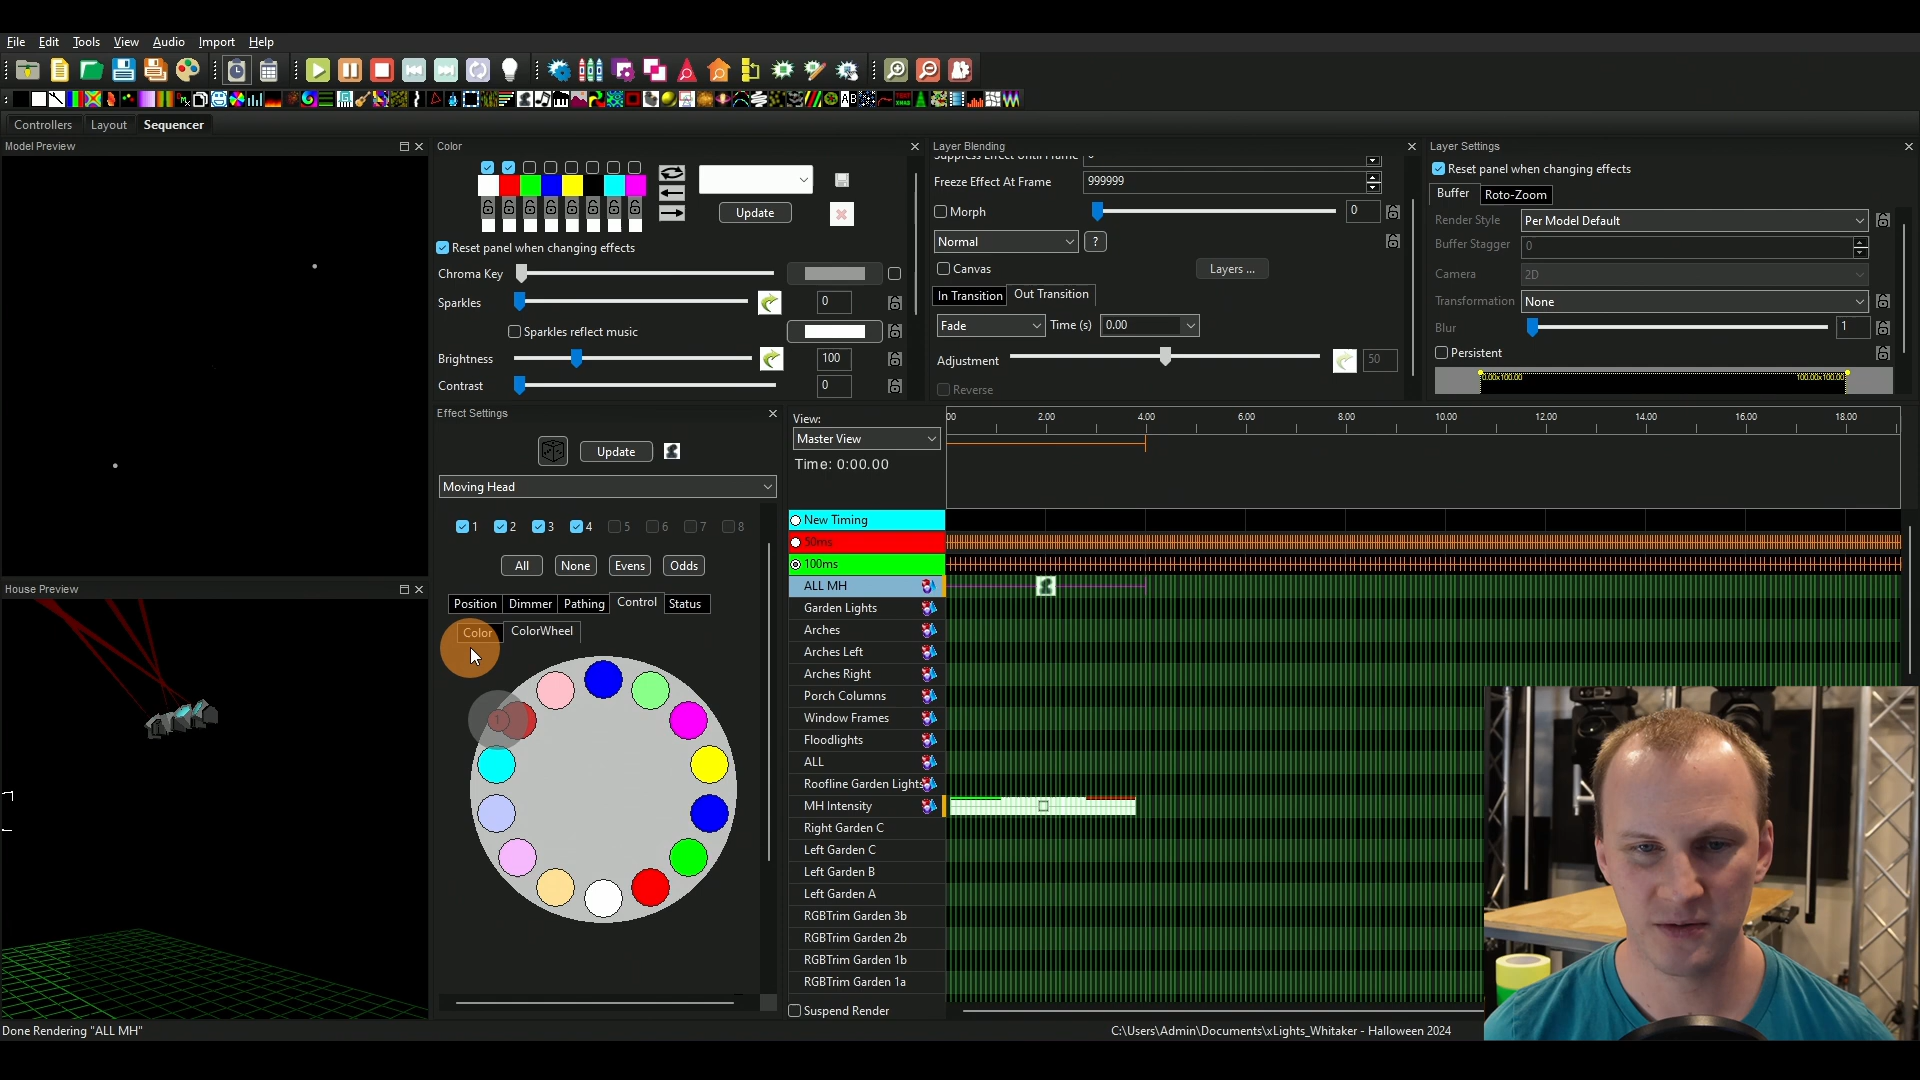 File Edit Tools View Audio Import Help
Controllers Layout Sequencer
Model Preview
Color
Layer Blending
Layer Settings
Update
Reset panel when changing effects
Chroma Key
Sparkles 0
Sparkles reflect music
Brightness 100
Contrast 0
Freeze Effect At Frame 999999
Morph 0
Normal ?
Canvas Layers ...
In Transition Out Transition
Fade Time (s) 0.00
Adjustment 50
Reverse
Reset panel when changing effects
Buffer Roto-Zoom
Render Style Per Model Default
Buffer Stagger 0
Camera 2D
Transformation None
Blur 1
Persistent
0.00x100.00 100.00x100.00
Effect Settings
Update
Moving Head
1 2 3 4 5 6 7 8
All None Evens Odds
Position Dimmer Pathing Control Status
Color ColorWheel
1
House Preview
View:
Master View
Time: 0:00.00
00 2.00 4.00 6.00 8.00 10.00 12.00 14.00 16.00 18.00
New Timing
50ms
100ms
ALL MH
Garden Lights
Arches
Arches Left
Arches Right
Porch Columns
Window Frames
Floodlights
ALL
Roofline Garden Lights
MH Intensity
Right Garden C
Left Garden C
Left Garden B
Left Garden A
RGBTrim Garden 3b
RGBTrim Garden 2b
RGBTrim Garden 1b
RGBTrim Garden 1a
Suspend Render
Done Rendering "ALL MH"
C:\Users\Admin\Documents\xLights_Whitaker - Halloween 2024